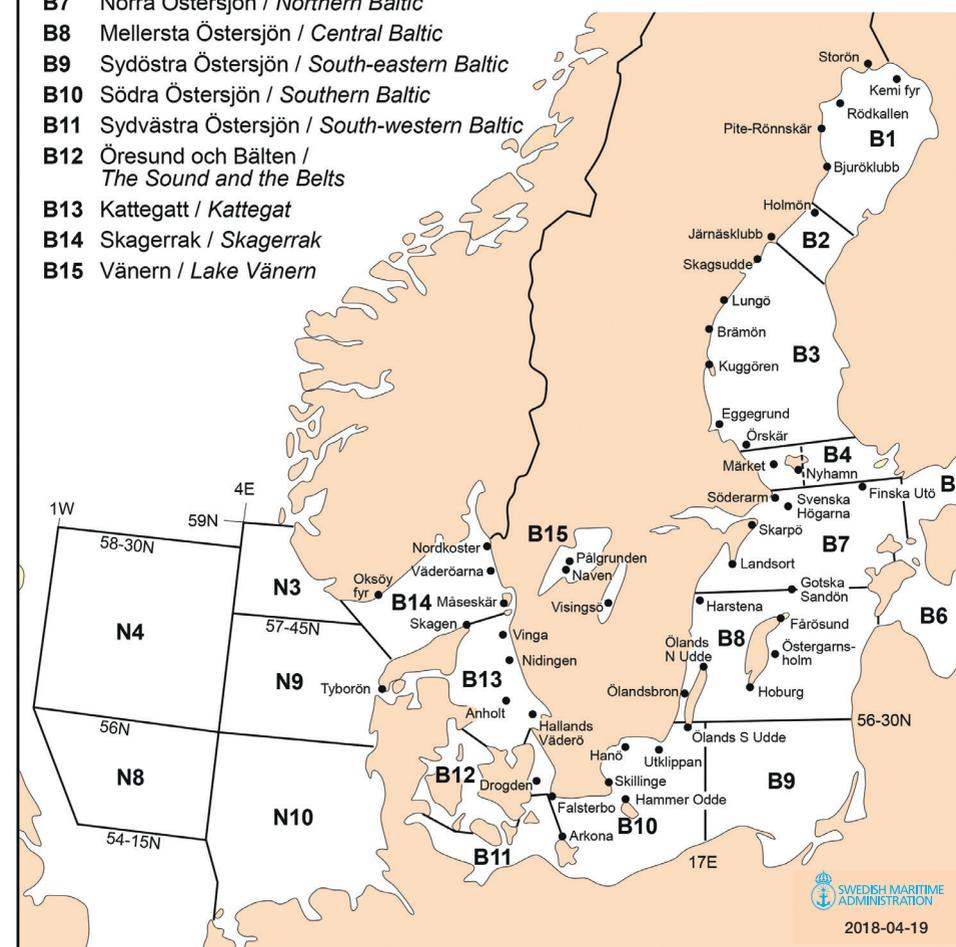 B7 Norra Östersjön / Northern Baltic
B8 Mellersta Östersjön / Central Baltic
B9 Sydöstra Östersjön / South-eastern Baltic
B10 Södra Östersjön / Southern Baltic
B11 Sydvästra Östersjön / South-western Baltic
B12 Öresund och Bälten /
The Sound and the Belts
B13 Kattegatt / Kattegat
B14 Skagerrak / Skagerrak
B15 Vänern / Lake Vänern
Storön
Kemi fyr
Rödkallen
Pite-Rönnskär
B1
Bjuröklubb
Holmön
Järnäsklubb
B2
Skagsudde
Lungö
Brämön
B3
Kuggören
Eggegrund
Örskär
B4
Märket
Nyhamn
B
Söderarm
Svenska
Högarna
Finska Utö
Skarpö
B7
Landsort
Gotska
Sandön
Harstena
B6
Fårösund
B8
Ölands
N Udde
Östergarns-
holm
Ölandsbron
Hoburg
56-30N
Ölands S Udde
Hanö
Utklippan
B9
Skillinge
Hammer Odde
B10
17E
1W
4E
59N
58-30N
N3
N4
57-45N
N9
56N
N8
N10
54-15N
Nordkoster
Väderöarna
Oksöy
fyr
B14
Måseskär
Skagen
B15
Pålgrunden
Naven
Visingsö
Vinga
Nidingen
B13
Tyborön
Anholt
Hallands
Väderö
B12
Drogden
Falsterbo
Arkona
B11
SWEDISH MARITIME
ADMINISTRATION
2018-04-19